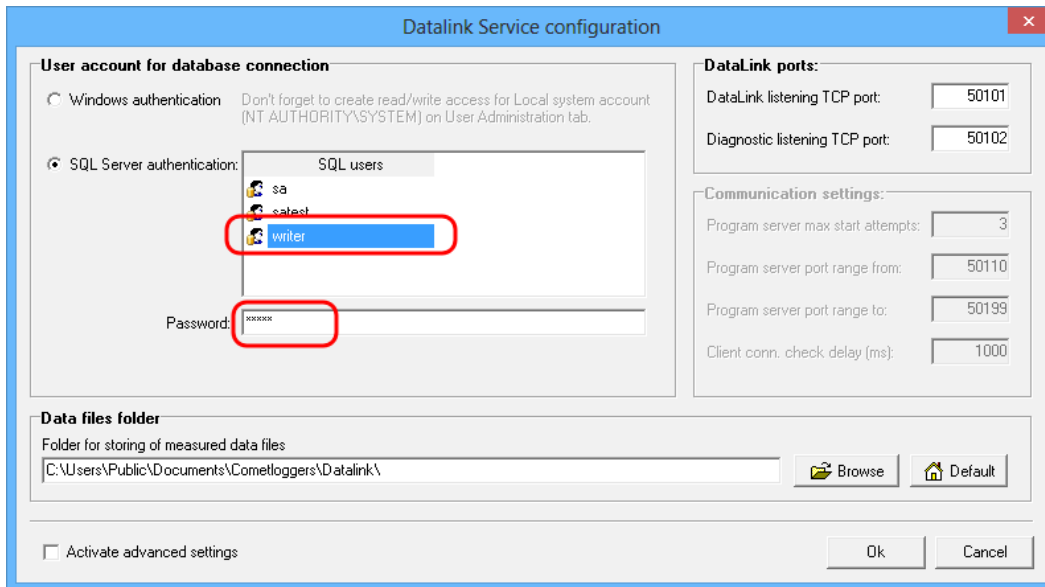 Datalink Service configuration
User account for database connection
Windows authentication
Don't forget to create read/write access for Local system account
(NT AUTHORITY\SYSTEM) on User Administration tab.
SQL Server authentication:
SQL users
sa
satest
writer
Password:
*****
DataLink ports:
DataLink listening TCP port:
50101
Diagnostic listening TCP port:
50102
Communication settings:
Program server max start attempts:
3
Program server port range from:
50110
Program server port range to:
50199
Client conn. check delay (ms):
1000
Data files folder
Folder for storing of measured data files
C:\Users\Public\Documents\Cometloggers\Datalink\
Browse
Default
Activate advanced settings
Ok
Cancel